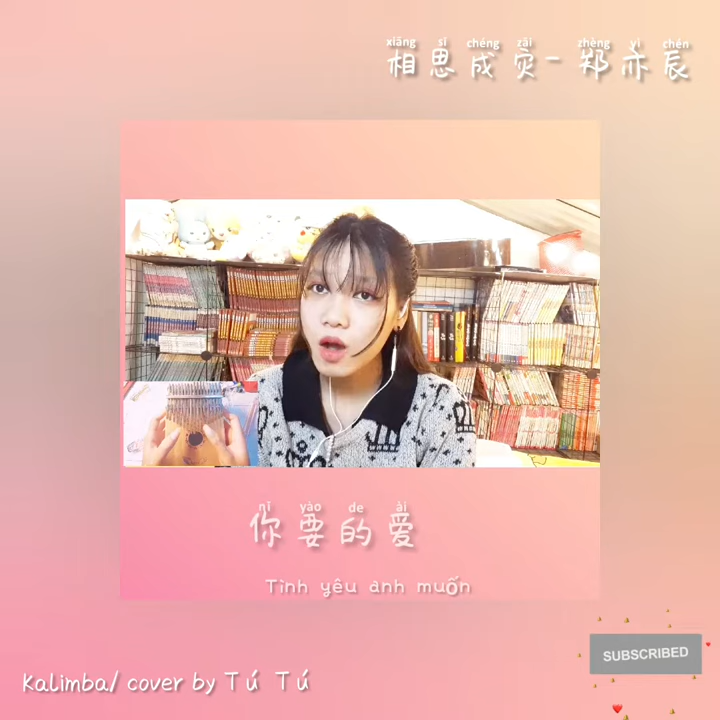 xiāng sī chéng zāi zhèng yì chén
相思成灾-郑亦辰
nǐ yào de ài
你要的爱
Tình yêu anh muốn
Kalimba/ cover by Tú Tú
SUBSCRIBED